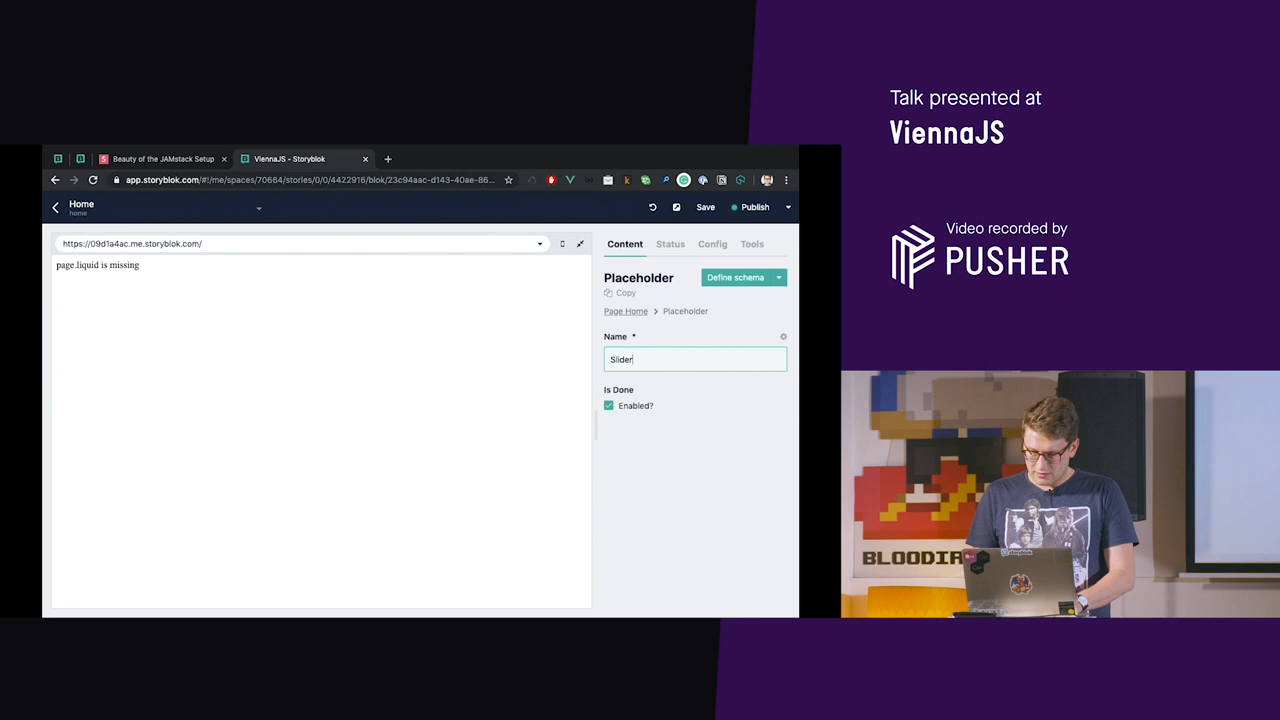 Talk presented at
ViennaJS
Video recorded by
PUSHER
Beauty of the JAMstack Setup
ViennaJS - Storyblok
app.storyblok.com/#!/me/spaces/70664/stories/0/0/4422916/blok/23c94aac-d143-40ae-86...
Home
home
Save
Publish
https://09d1a4ac.me.storyblok.com/
page.liquid is missing
Content
Status
Config
Tools
Placeholder
Define schema
Copy
Page Home > Placeholder
Name *
Slider
Is Done
Enabled?
storyblok